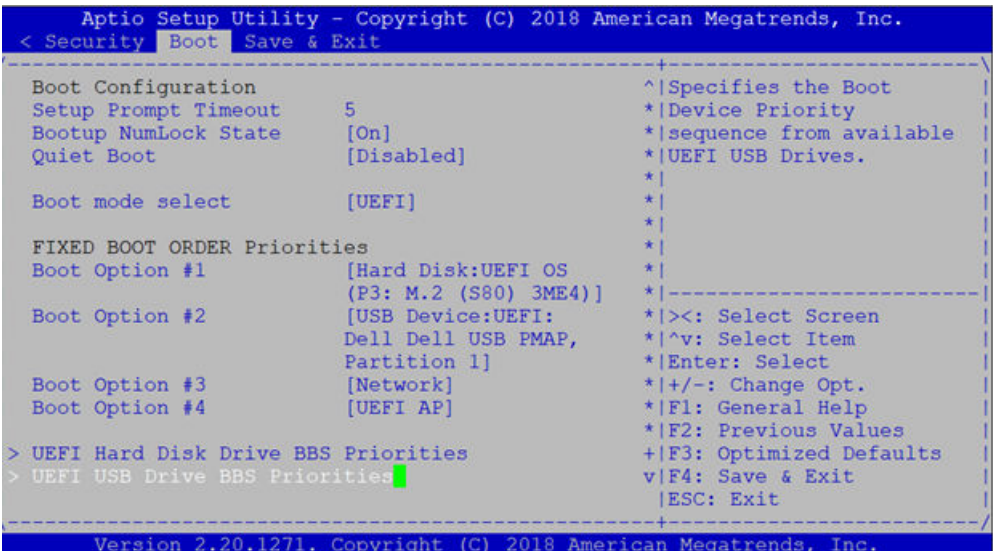 Aptio Setup Utility - Copyright (C) 2018 American Megatrends, Inc.
< Security Boot Save & Exit
/----------------------------------------------------+-------------------------\
Boot Configuration ^|Specifies the Boot |
Setup Prompt Timeout 5 *|Device Priority |
Bootup NumLock State [On] *|sequence from available |
Quiet Boot [Disabled] *|UEFI USB Drives. |
*| |
Boot mode select [UEFI] *| |
*| |
FIXED BOOT ORDER Priorities *| |
Boot Option #1 [Hard Disk:UEFI OS *| |
(P3: M.2 (S80) 3ME4)] *|-------------------------|
Boot Option #2 [USB Device:UEFI: *|><: Select Screen |
Dell Dell USB PMAP, *|^v: Select Item |
Partition 1] *|Enter: Select |
Boot Option #3 [Network] *|+/-: Change Opt. |
Boot Option #4 [UEFI AP] *|F1: General Help |
*|F2: Previous Values |
> UEFI Hard Disk Drive BBS Priorities +|F3: Optimized Defaults |
> UEFI USB Drive BBS Priorities v|F4: Save & Exit |
|ESC: Exit |
\----------------------------------------------------+-------------------------/
Version 2.20.1271. Copyright (C) 2018 American Megatrends, Inc.